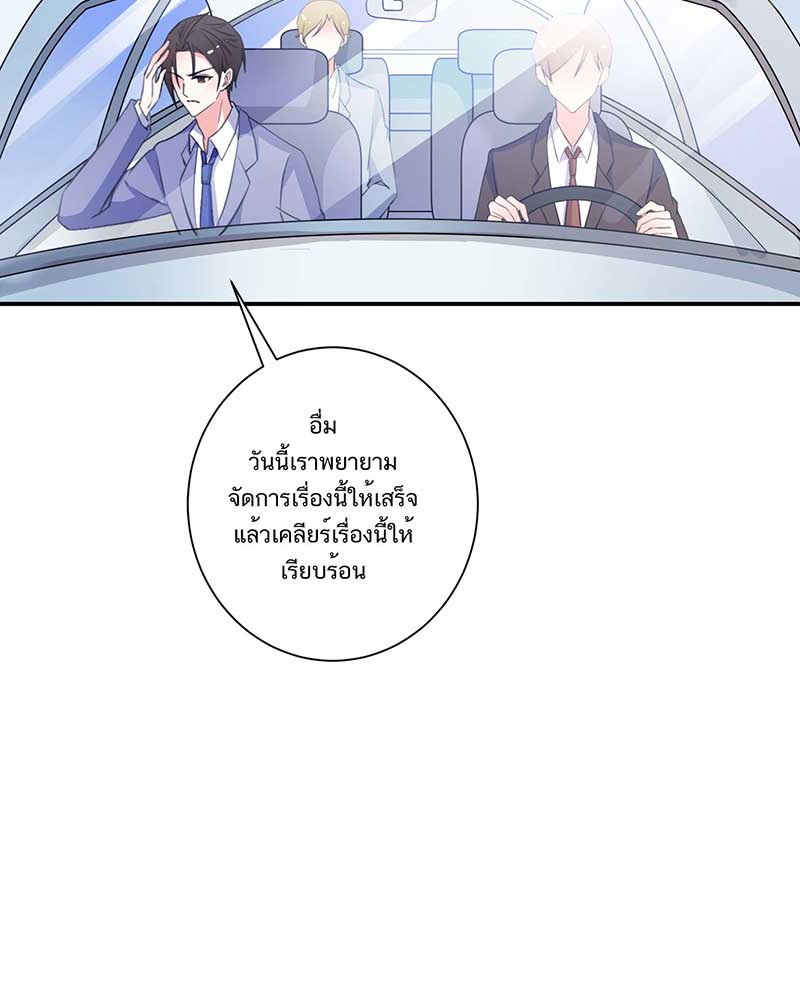 อื่ม
วันนี้เราพยายาม
จัดการเรื่องนี้ให้เสร็จ
แล้วเคลียร์เรื่องนี้ให้
เรียบร้อน